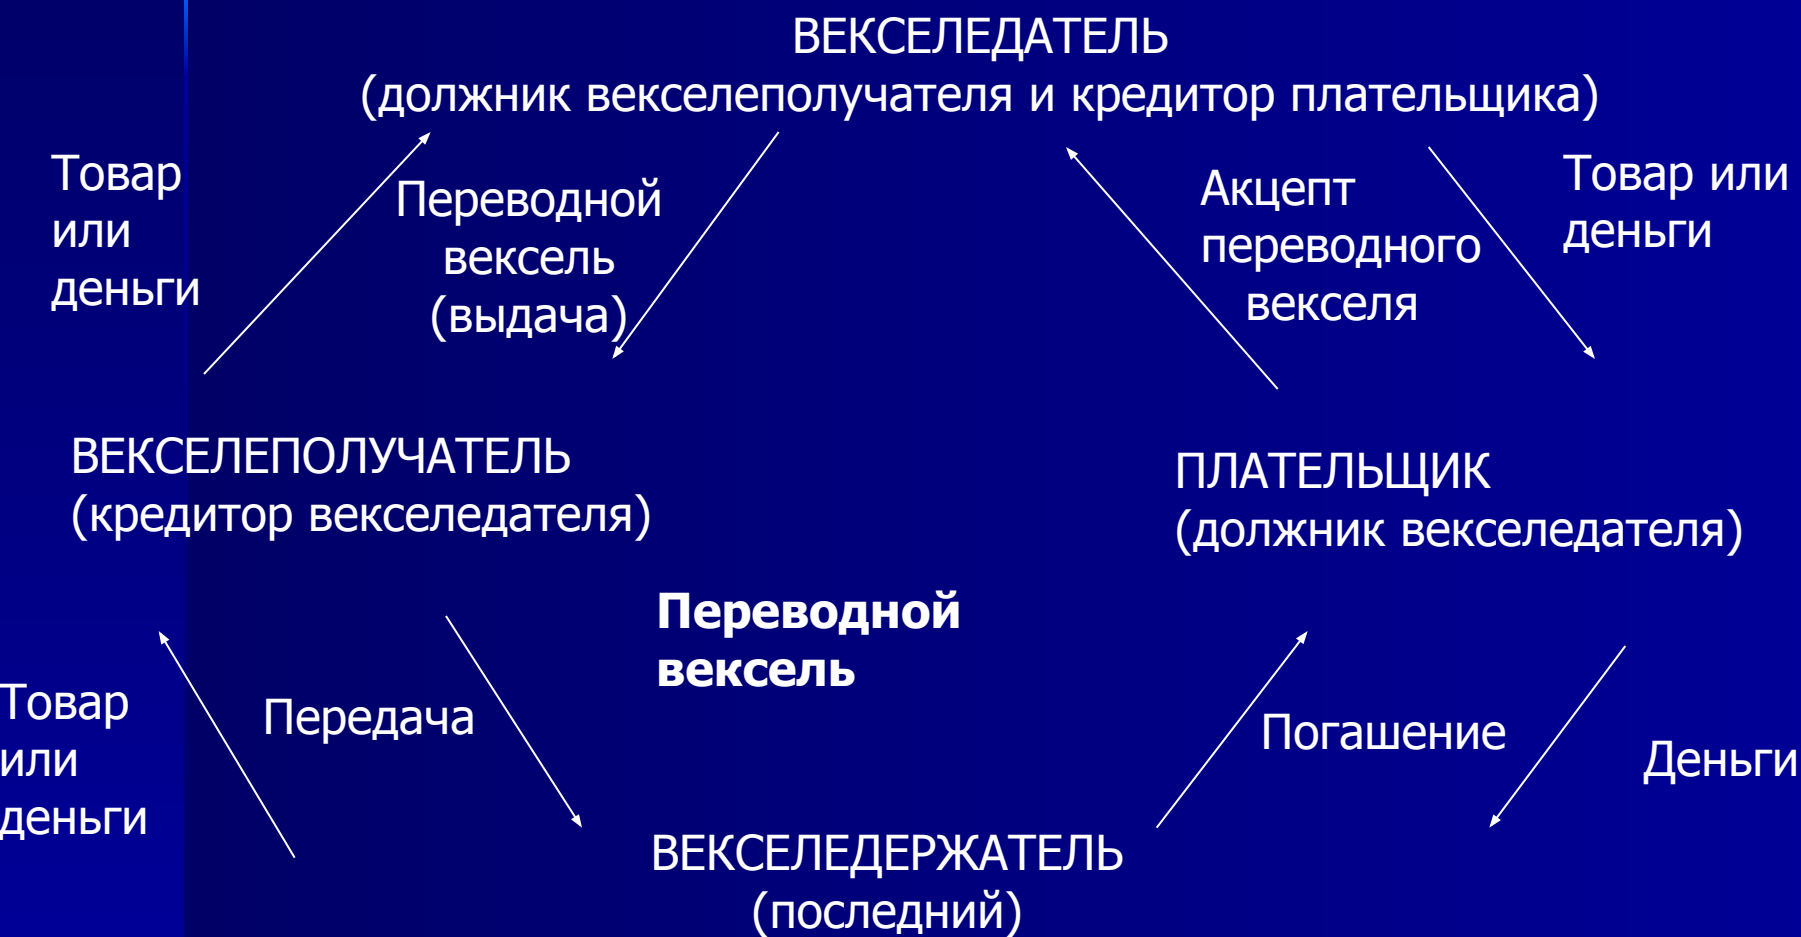 ВЕКСЕЛЕДАТЕЛЬ
(должник векселеполучателя и кредитор плательщика)
Товар
или
деньги
Переводной
вексель
(выдача)
Акцепт
переводного
векселя
Товар или
деньги
ВЕКСЕЛЕПОЛУЧАТЕЛЬ
(кредитор векселедателя)
ПЛАТЕЛЬЩИК
(должник векселедателя)
Переводной
вексель
Товар
или
деньги
Передача
Погашение
Деньги
ВЕКСЕЛЕДЕРЖАТЕЛЬ
(последний)